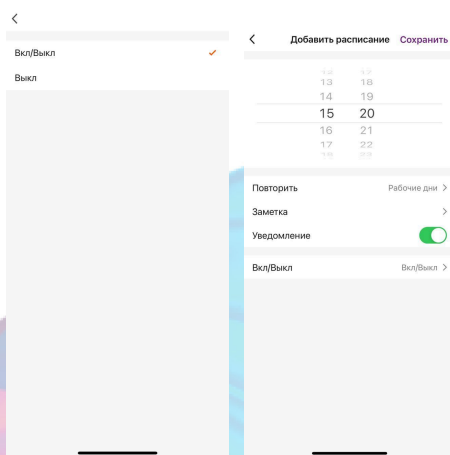 Вкл/Выкл
Выкл
Добавить расписание Сохранить
13 18
14 19
15 20
16 21
17 22
Повторить Рабочие дни
Заметка
Уведомление
Вкл/Выкл Вкл/Выкл